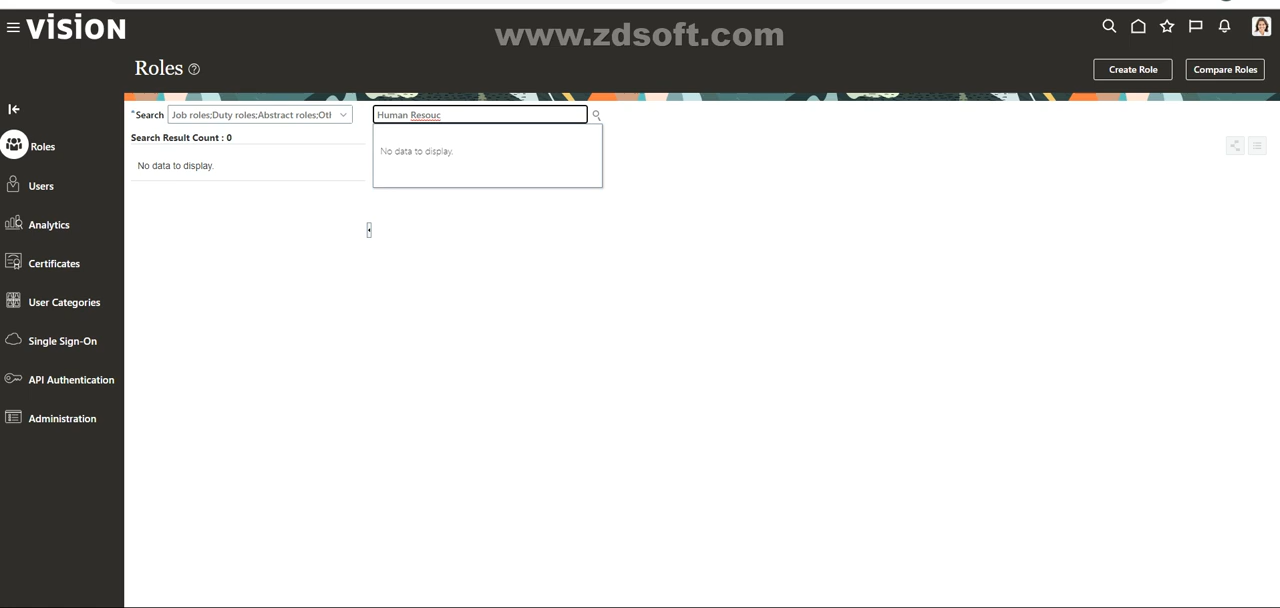 VISION
www.zdsoft.com
Roles
Create Role
Compare Roles
*Search
Job roles;Duty roles;Abstract roles;Otl
Human Resouc
Search Result Count : 0
No data to display.
No data to display.
Roles
Users
Analytics
Certificates
User Categories
Single Sign-On
API Authentication
Administration